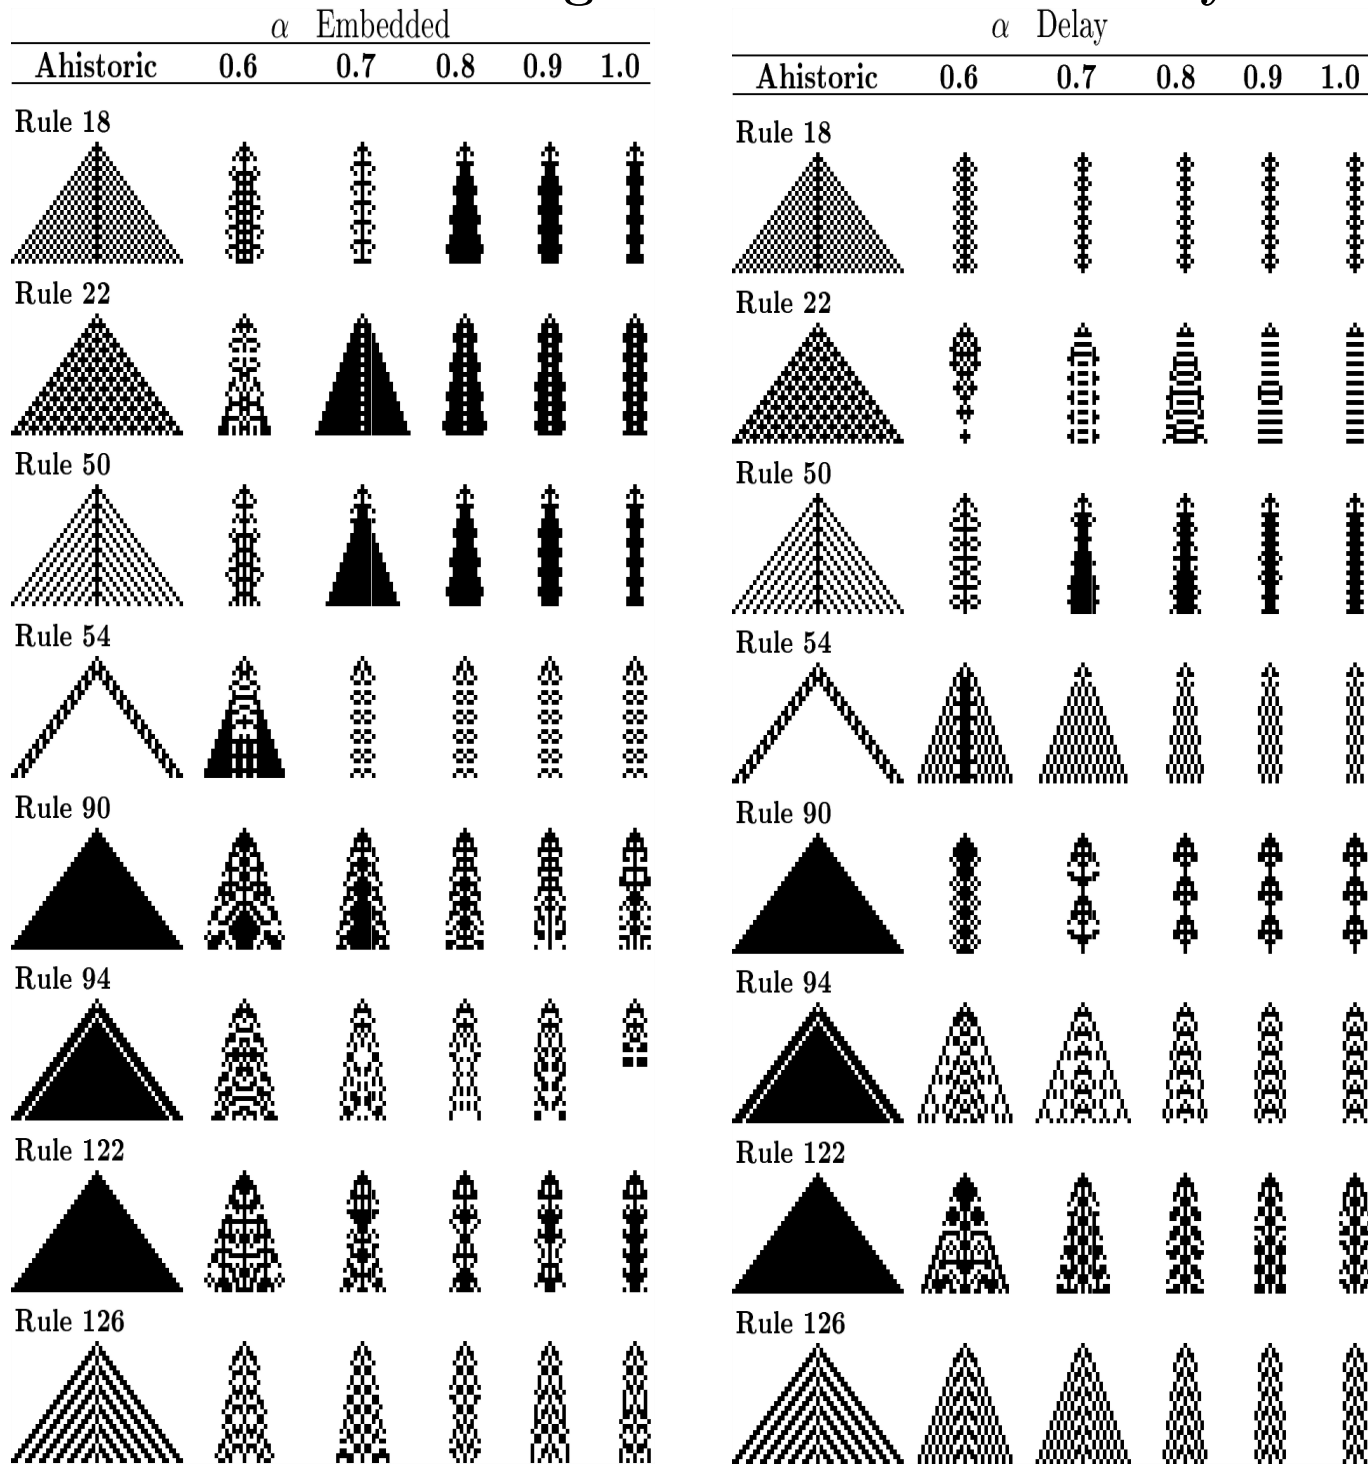 α Embedded
Ahistoric 0.6 0.7 0.8 0.9 1.0
Rule 18
Rule 22
Rule 50
Rule 54
Rule 90
Rule 94
Rule 122
Rule 126
α Delay
Ahistoric 0.6 0.7 0.8 0.9 1.0
Rule 18
Rule 22
Rule 50
Rule 54
Rule 90
Rule 94
Rule 122
Rule 126